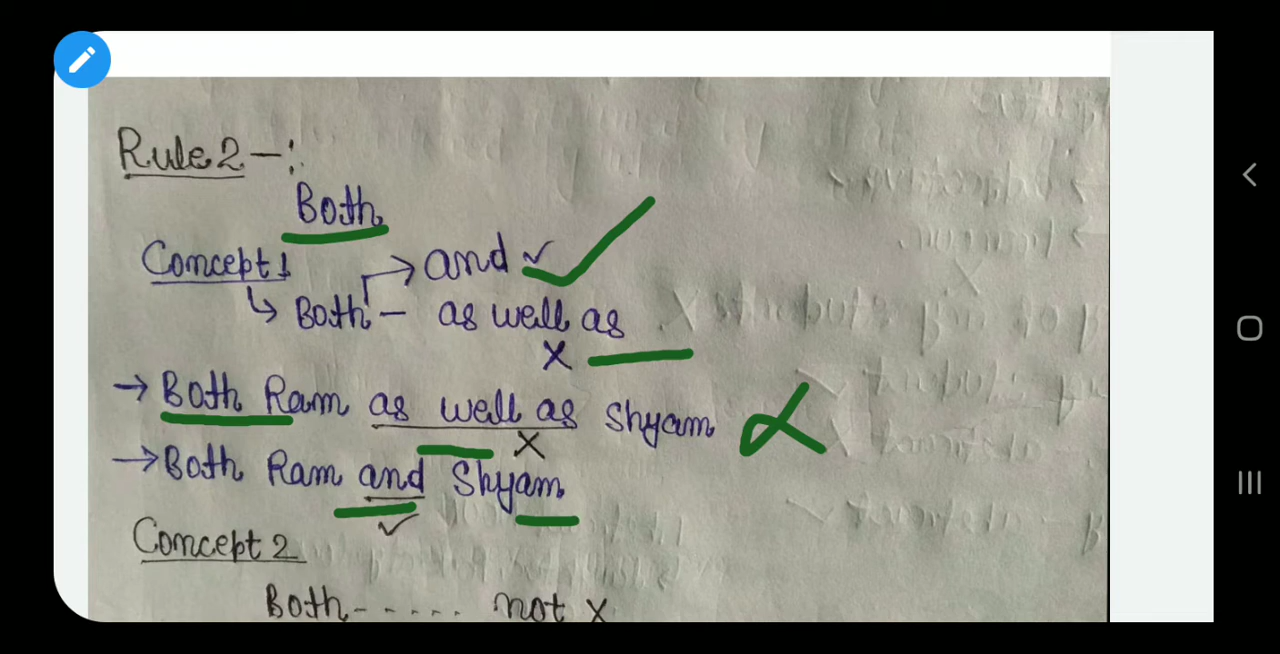 Rule 2 -:
Both
Concept 1
and ✓
↳ Both - as well as
X
→ Both Ram as well as Shyam
X
→ Both Ram and Shyam
✓
Concept 2
Both - . . . . . not X